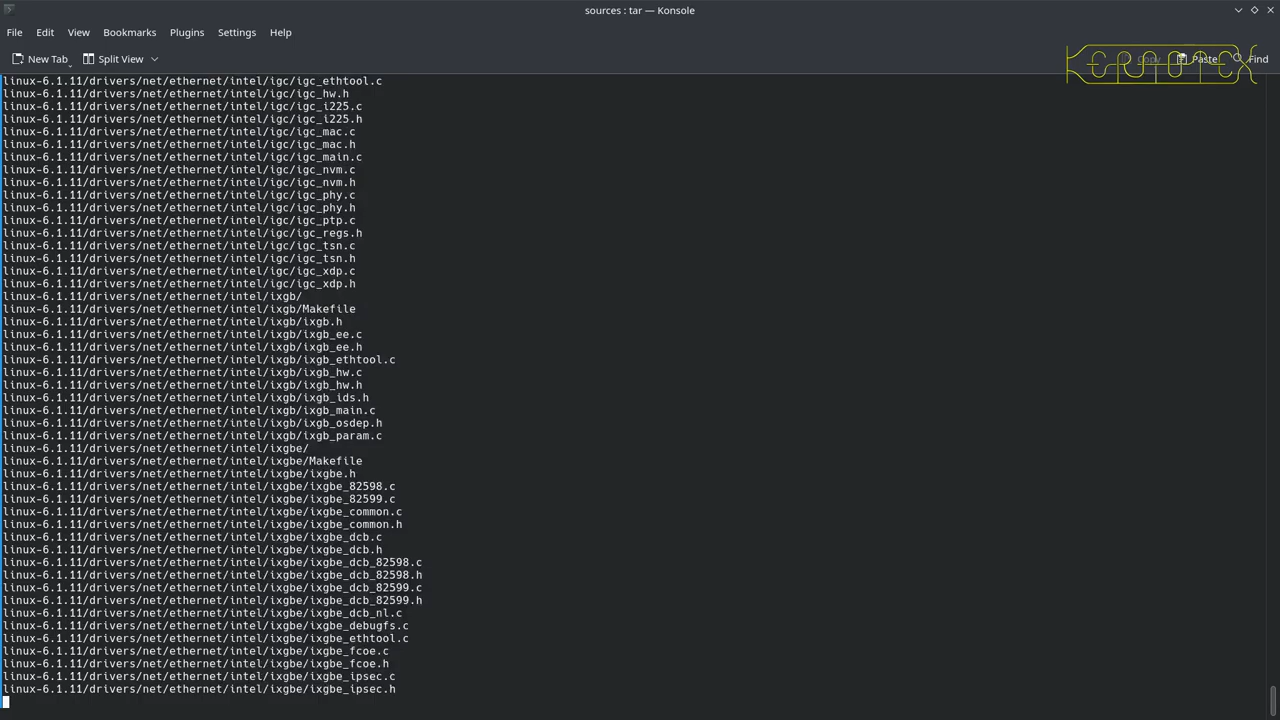 sources : tar — Konsole
File Edit View Bookmarks Plugins Settings Help
New Tab Split View Copy Paste Find
linux-6.1.11/drivers/net/ethernet/intel/igc/igc_ethtool.c
linux-6.1.11/drivers/net/ethernet/intel/igc/igc_hw.h
linux-6.1.11/drivers/net/ethernet/intel/igc/igc_i225.c
linux-6.1.11/drivers/net/ethernet/intel/igc/igc_i225.h
linux-6.1.11/drivers/net/ethernet/intel/igc/igc_mac.c
linux-6.1.11/drivers/net/ethernet/intel/igc/igc_mac.h
linux-6.1.11/drivers/net/ethernet/intel/igc/igc_main.c
linux-6.1.11/drivers/net/ethernet/intel/igc/igc_nvm.c
linux-6.1.11/drivers/net/ethernet/intel/igc/igc_nvm.h
linux-6.1.11/drivers/net/ethernet/intel/igc/igc_phy.c
linux-6.1.11/drivers/net/ethernet/intel/igc/igc_phy.h
linux-6.1.11/drivers/net/ethernet/intel/igc/igc_ptp.c
linux-6.1.11/drivers/net/ethernet/intel/igc/igc_regs.h
linux-6.1.11/drivers/net/ethernet/intel/igc/igc_tsn.c
linux-6.1.11/drivers/net/ethernet/intel/igc/igc_tsn.h
linux-6.1.11/drivers/net/ethernet/intel/igc/igc_xdp.c
linux-6.1.11/drivers/net/ethernet/intel/igc/igc_xdp.h
linux-6.1.11/drivers/net/ethernet/intel/ixgb/
linux-6.1.11/drivers/net/ethernet/intel/ixgb/Makefile
linux-6.1.11/drivers/net/ethernet/intel/ixgb/ixgb.h
linux-6.1.11/drivers/net/ethernet/intel/ixgb/ixgb_ee.c
linux-6.1.11/drivers/net/ethernet/intel/ixgb/ixgb_ee.h
linux-6.1.11/drivers/net/ethernet/intel/ixgb/ixgb_ethtool.c
linux-6.1.11/drivers/net/ethernet/intel/ixgb/ixgb_hw.c
linux-6.1.11/drivers/net/ethernet/intel/ixgb/ixgb_hw.h
linux-6.1.11/drivers/net/ethernet/intel/ixgb/ixgb_ids.h
linux-6.1.11/drivers/net/ethernet/intel/ixgb/ixgb_main.c
linux-6.1.11/drivers/net/ethernet/intel/ixgb/ixgb_osdep.h
linux-6.1.11/drivers/net/ethernet/intel/ixgb/ixgb_param.c
linux-6.1.11/drivers/net/ethernet/intel/ixgbe/
linux-6.1.11/drivers/net/ethernet/intel/ixgbe/Makefile
linux-6.1.11/drivers/net/ethernet/intel/ixgbe/ixgbe.h
linux-6.1.11/drivers/net/ethernet/intel/ixgbe/ixgbe_82598.c
linux-6.1.11/drivers/net/ethernet/intel/ixgbe/ixgbe_82599.c
linux-6.1.11/drivers/net/ethernet/intel/ixgbe/ixgbe_common.c
linux-6.1.11/drivers/net/ethernet/intel/ixgbe/ixgbe_common.h
linux-6.1.11/drivers/net/ethernet/intel/ixgbe/ixgbe_dcb.c
linux-6.1.11/drivers/net/ethernet/intel/ixgbe/ixgbe_dcb.h
linux-6.1.11/drivers/net/ethernet/intel/ixgbe/ixgbe_dcb_82598.c
linux-6.1.11/drivers/net/ethernet/intel/ixgbe/ixgbe_dcb_82598.h
linux-6.1.11/drivers/net/ethernet/intel/ixgbe/ixgbe_dcb_82599.c
linux-6.1.11/drivers/net/ethernet/intel/ixgbe/ixgbe_dcb_82599.h
linux-6.1.11/drivers/net/ethernet/intel/ixgbe/ixgbe_dcb_nl.c
linux-6.1.11/drivers/net/ethernet/intel/ixgbe/ixgbe_debugfs.c
linux-6.1.11/drivers/net/ethernet/intel/ixgbe/ixgbe_ethtool.c
linux-6.1.11/drivers/net/ethernet/intel/ixgbe/ixgbe_fcoe.c
linux-6.1.11/drivers/net/ethernet/intel/ixgbe/ixgbe_fcoe.h
linux-6.1.11/drivers/net/ethernet/intel/ixgbe/ixgbe_ipsec.c
linux-6.1.11/drivers/net/ethernet/intel/ixgbe/ixgbe_ipsec.h